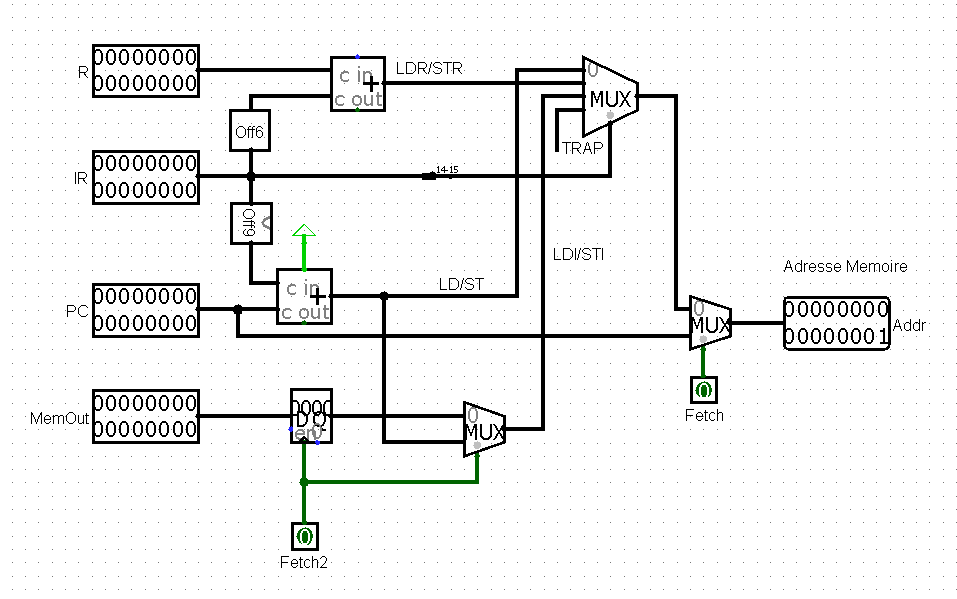 00000000
R 00000000
c in
+
c out
LDR/STR
0
MUX
TRAP
Off6
00000000
IR 00000000
14-15
Off9
LDI/STI
c in
+
c out
LD/ST
00000000
PC 00000000
Adresse Memoire
0
MUX
00000000
00000001
Addr
0
Fetch
00000000
MemOut 00000000
D Q
en
0
MUX
0
Fetch2